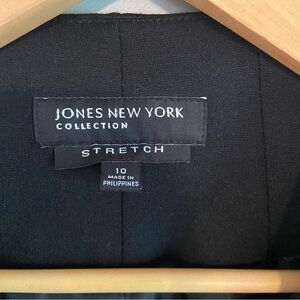 JONES NEW YORK
COLLECTION
STRETCH
10
MADE IN
PHILIPPINES